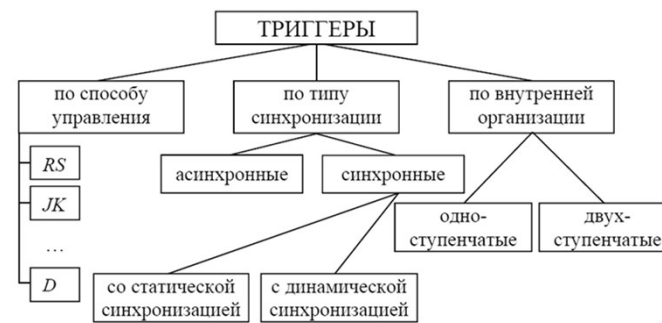 ТРИГГЕРЫ
по способу
управления
по типу
синхронизации
по внутренней
организации
RS
JK
...
D
асинхронные
синхронные
одно-
ступенчатые
двух-
ступенчатые
со статической
синхронизацией
с динамической
синхронизацией